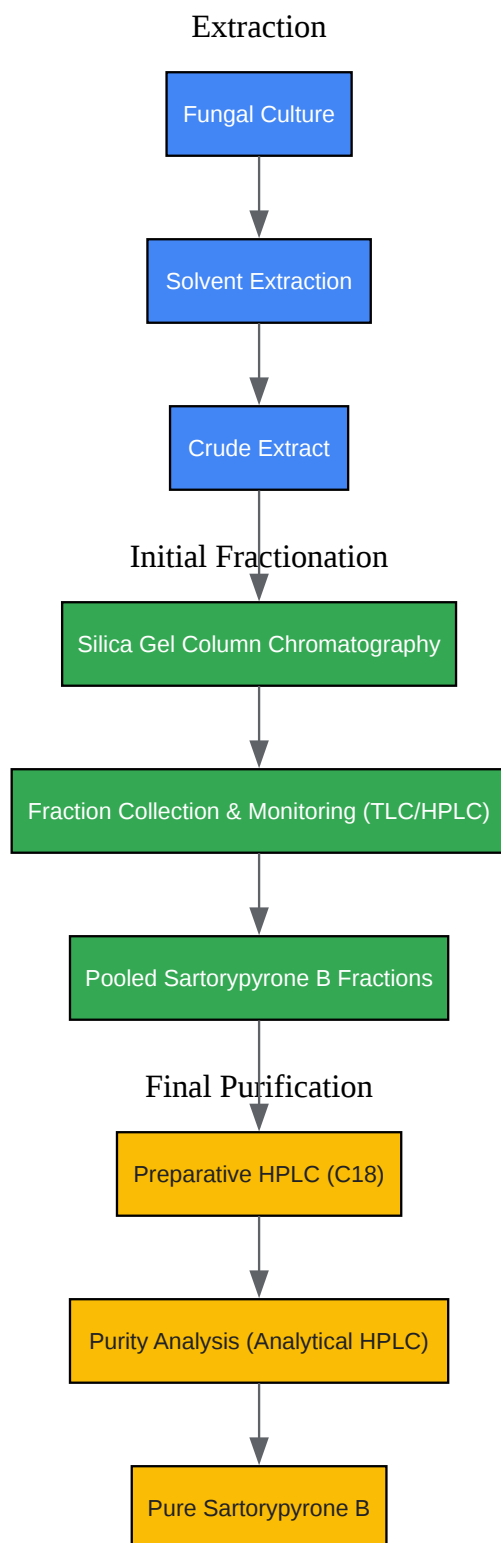 Extraction
Fungal Culture
Solvent Extraction
Crude Extract
Initial Fractionation
Silica Gel Column Chromatography
Fraction Collection & Monitoring (TLC/HPLC)
Pooled Sartorypyrone B Fractions
Final Purification
Preparative HPLC (C18)
Purity Analysis (Analytical HPLC)
Pure Sartorypyrone B